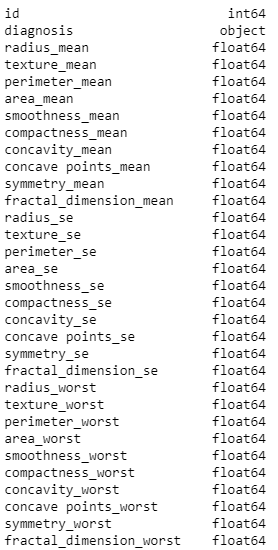 id int64
diagnosis object
radius_mean float64
texture_mean float64
perimeter_mean float64
area_mean float64
smoothness_mean float64
compactness_mean float64
concavity_mean float64
concave points_mean float64
symmetry_mean float64
fractal_dimension_mean float64
radius_se float64
texture_se float64
perimeter_se float64
area_se float64
smoothness_se float64
compactness_se float64
concavity_se float64
concave points_se float64
symmetry_se float64
fractal_dimension_se float64
radius_worst float64
texture_worst float64
perimeter_worst float64
area_worst float64
smoothness_worst float64
compactness_worst float64
concavity_worst float64
concave points_worst float64
symmetry_worst float64
fractal_dimension_worst float64